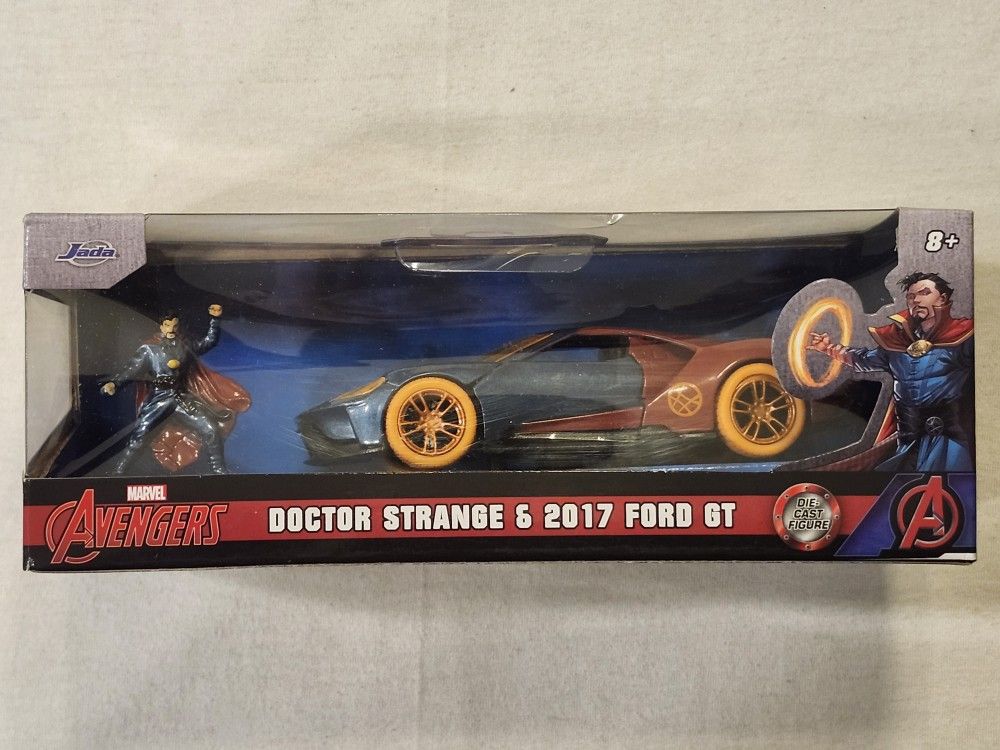 Jada
8+
MARVEL
AVENGERS
DOCTOR STRANGE & 2017 FORD GT
DIE-
CAST
FIGURE
A